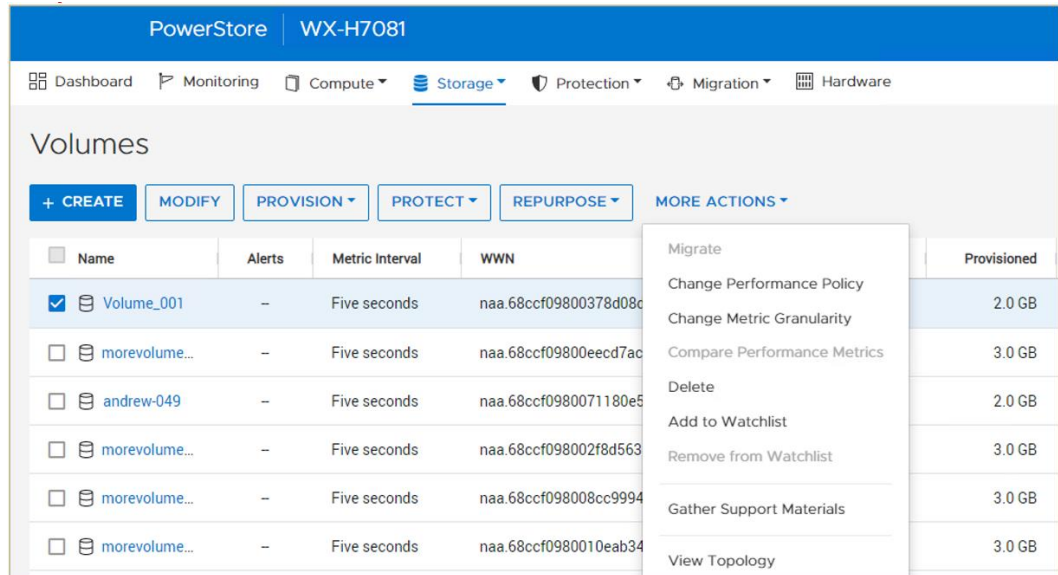 PowerStore WX-H7081
Dashboard Monitoring Compute Storage Protection Migration Hardware
Volumes
+ CREATE MODIFY PROVISION PROTECT REPURPOSE MORE ACTIONS
Name Alerts Metric Interval WWN Provisioned
Migrate
Change Performance Policy
Change Metric Granularity
Compare Performance Metrics
Delete
Add to Watchlist
Remove from Watchlist
Gather Support Materials
View Topology
Volume_001 -- Five seconds naa.68ccf09800378d08c 2.0 GB
morevolume... -- Five seconds naa.68ccf09800eecd7ac 3.0 GB
andrew-049 -- Five seconds naa.68ccf0980071180e5 2.0 GB
morevolume... -- Five seconds naa.68ccf098002f8d563 3.0 GB
morevolume... -- Five seconds naa.68ccf098008cc9994 3.0 GB
morevolume... -- Five seconds naa.68ccf0980010eab34 3.0 GB